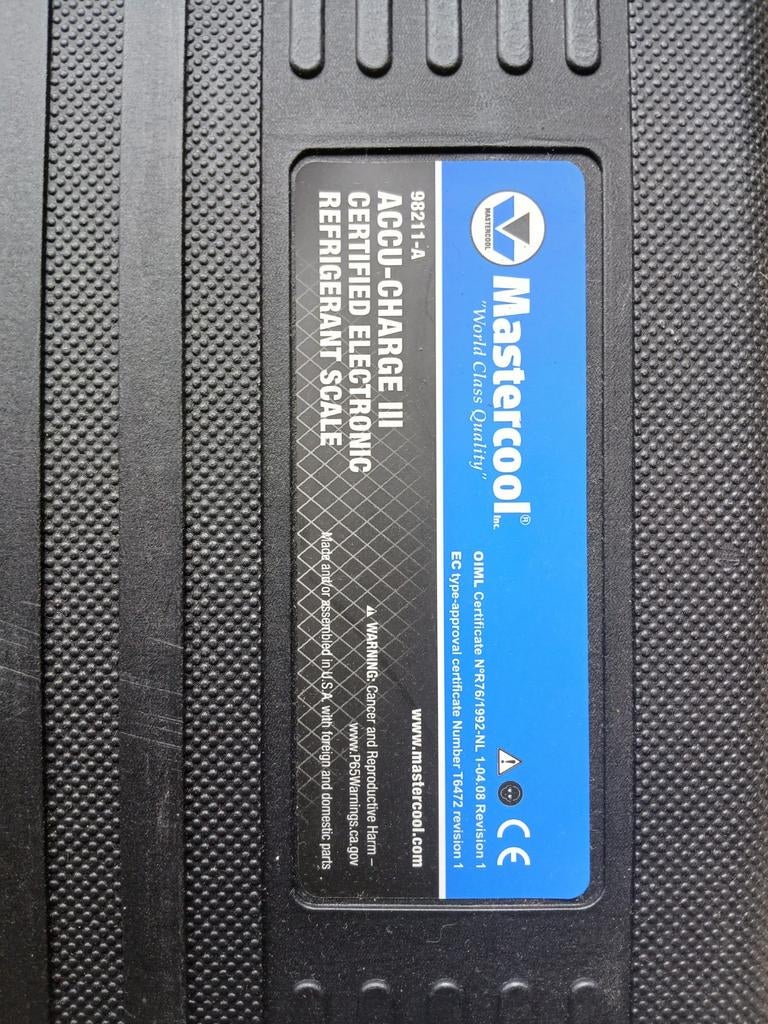 MASTERCOOL
Mastercool® Inc.
"World Class Quality"
CE
OIML Certificate N°R76/1992-NL 1-04.08 Revision 1
EC type-approval certificate Number T6472 revision 1
98211-A
ACCU-CHARGE III
CERTIFIED ELECTRONIC
REFRIGERANT SCALE
www.mastercool.com
⚠ WARNING: Cancer and Reproductive Harm –
www.P65Warnings.ca.gov
Made and/or assembled in U.S.A. with foreign and domestic parts